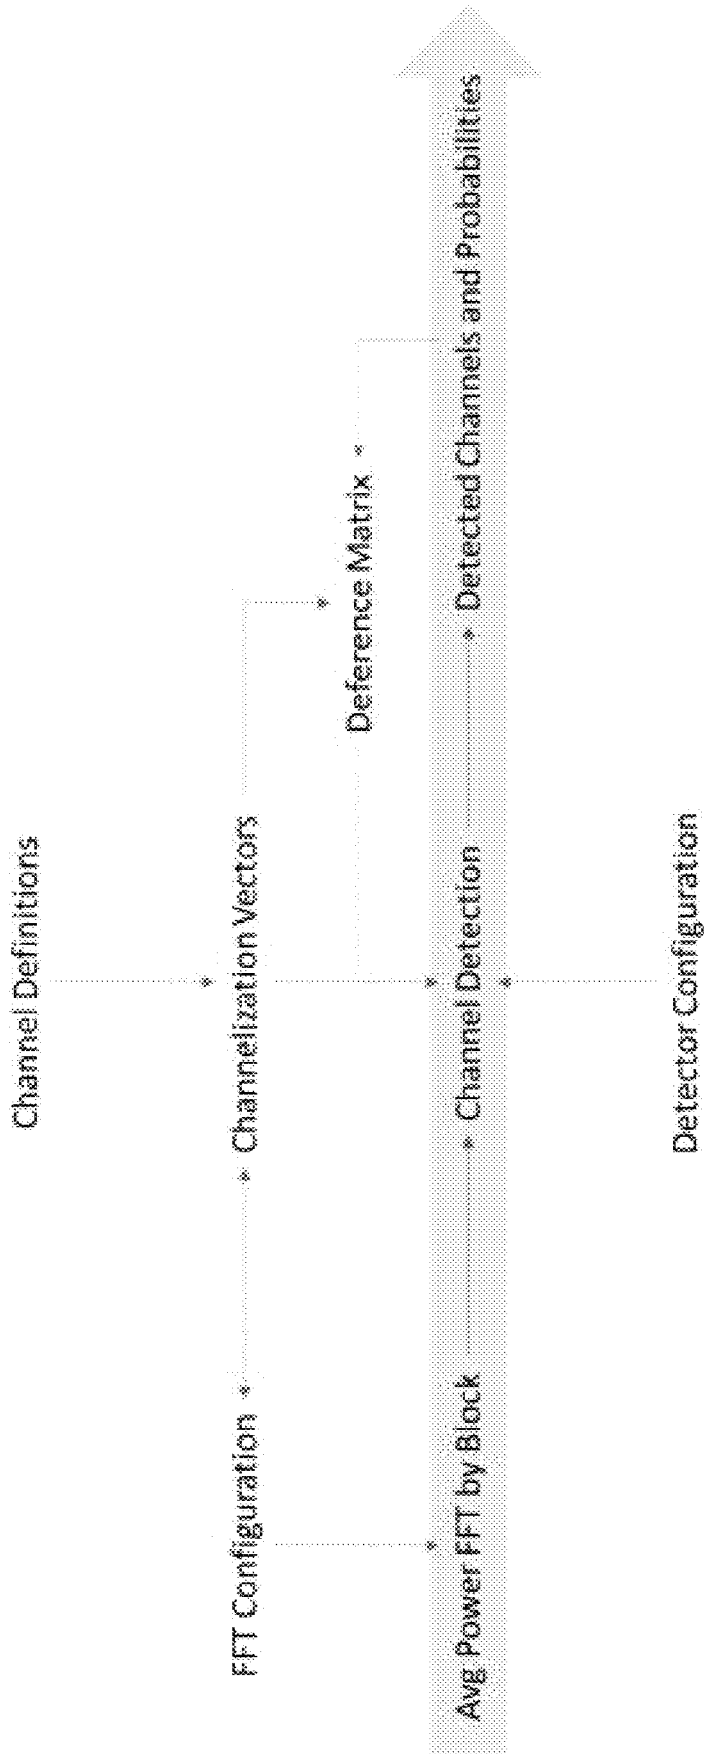 Channel Definitions
FFT Configuration
Channelization Vectors
Deference Matrix
Avg Power FFT by Block
Channel Detection
Detected Channels and Probabilities
Detector Configuration